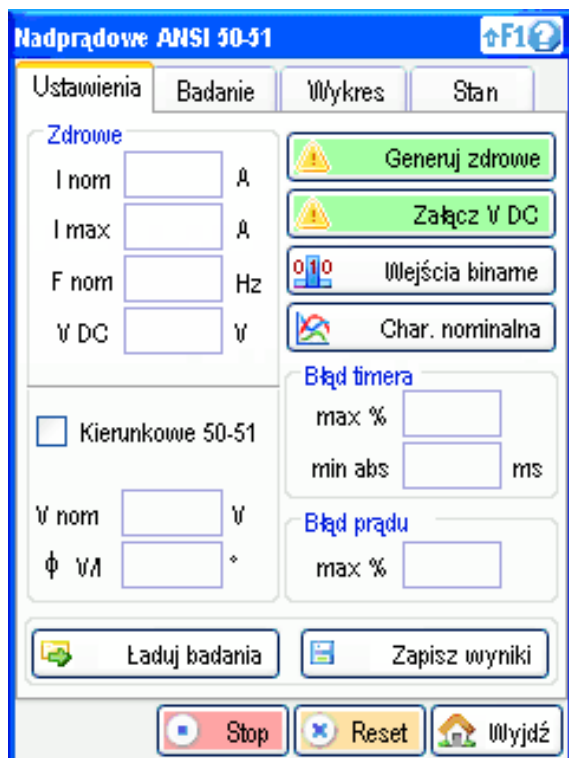 Nadprądowe ANSI 50-51
F1
Ustawienia Badanie Wykres Stan
Zdrowe
I nom A
I max A
F nom Hz
V DC V
Generuj zdrowe
Załącz V DC
010 Wejścia binarne
Char. nominalna
Kierunkowe 50-51
V nom V
ϕ V/I °
Błąd timera
max %
min abs ms
Błąd prądu
max %
Ładuj badania Zapisz wyniki
Stop Reset Wyjdź